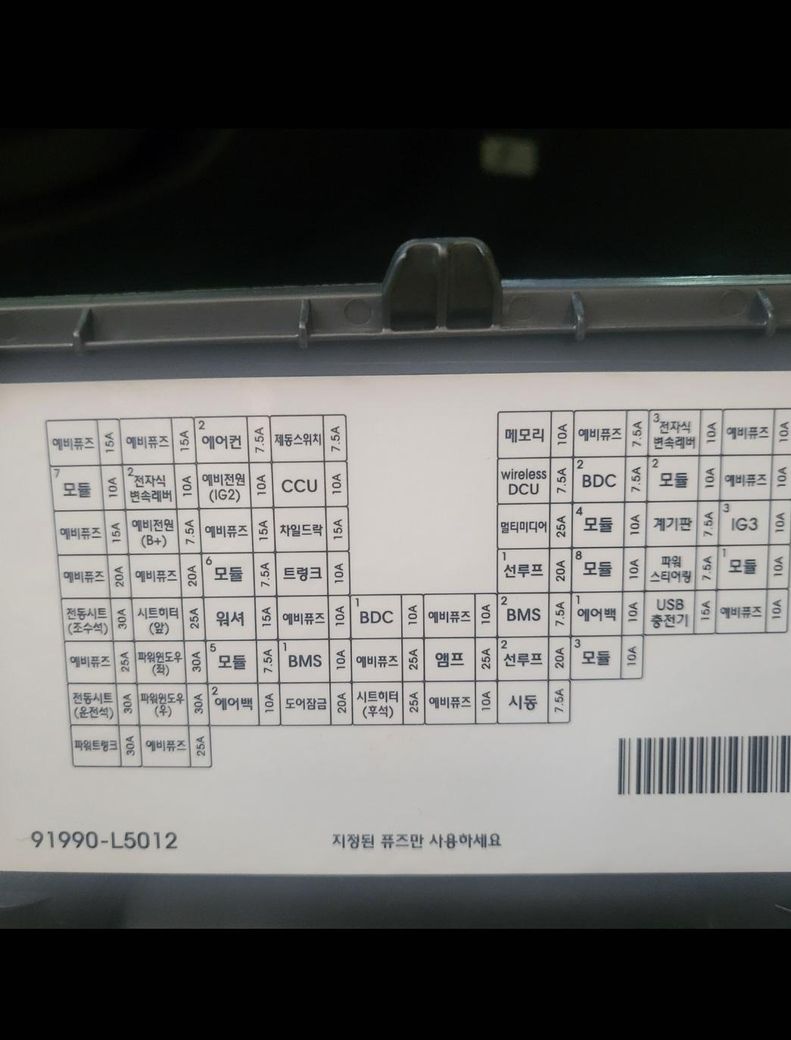 예비퓨즈 15A 예비퓨즈 15A 2 에어컨 7.5A 제동스위치 7.5A 메모리 10A 예비퓨즈 7.5A 3 전자식 변속레버 10A 예비퓨즈 10A
7 모듈 10A 2 전자식 변속레버 10A 예비전원 (IG2) 10A CCU 10A wireless DCU 7.5A 2 BDC 7.5A 2 모듈 10A 예비퓨즈 10A
예비퓨즈 15A 예비전원 (B+) 7.5A 예비퓨즈 15A 차일드락 15A 멀티미디어 25A 4 모듈 10A 계기판 7.5A 3 IG3 10A
예비퓨즈 20A 예비퓨즈 20A 6 모듈 7.5A 트렁크 10A 1 선루프 20A 8 모듈 10A 파워 스티어링 7.5A 1 모듈 10A
전동시트 (조수석) 30A 시트히터 (앞) 25A 워셔 15A 예비퓨즈 10A 1 BDC 10A 예비퓨즈 10A 2 BMS 7.5A 1 에어백 10A USB 충전기 15A 예비퓨즈 10A
예비퓨즈 25A 파워윈도우 (좌) 30A 5 모듈 7.5A 1 BMS 10A 예비퓨즈 25A 앰프 25A 2 선루프 20A 3 모듈 10A
전동시트 (운전석) 30A 파워윈도우 (우) 30A 2 에어백 10A 도어잠금 20A 시트히터 (후석) 25A 예비퓨즈 10A 시동 7.5A
파워트렁크 30A 예비퓨즈 25A
91990-L5012 지정된 퓨즈만 사용하세요